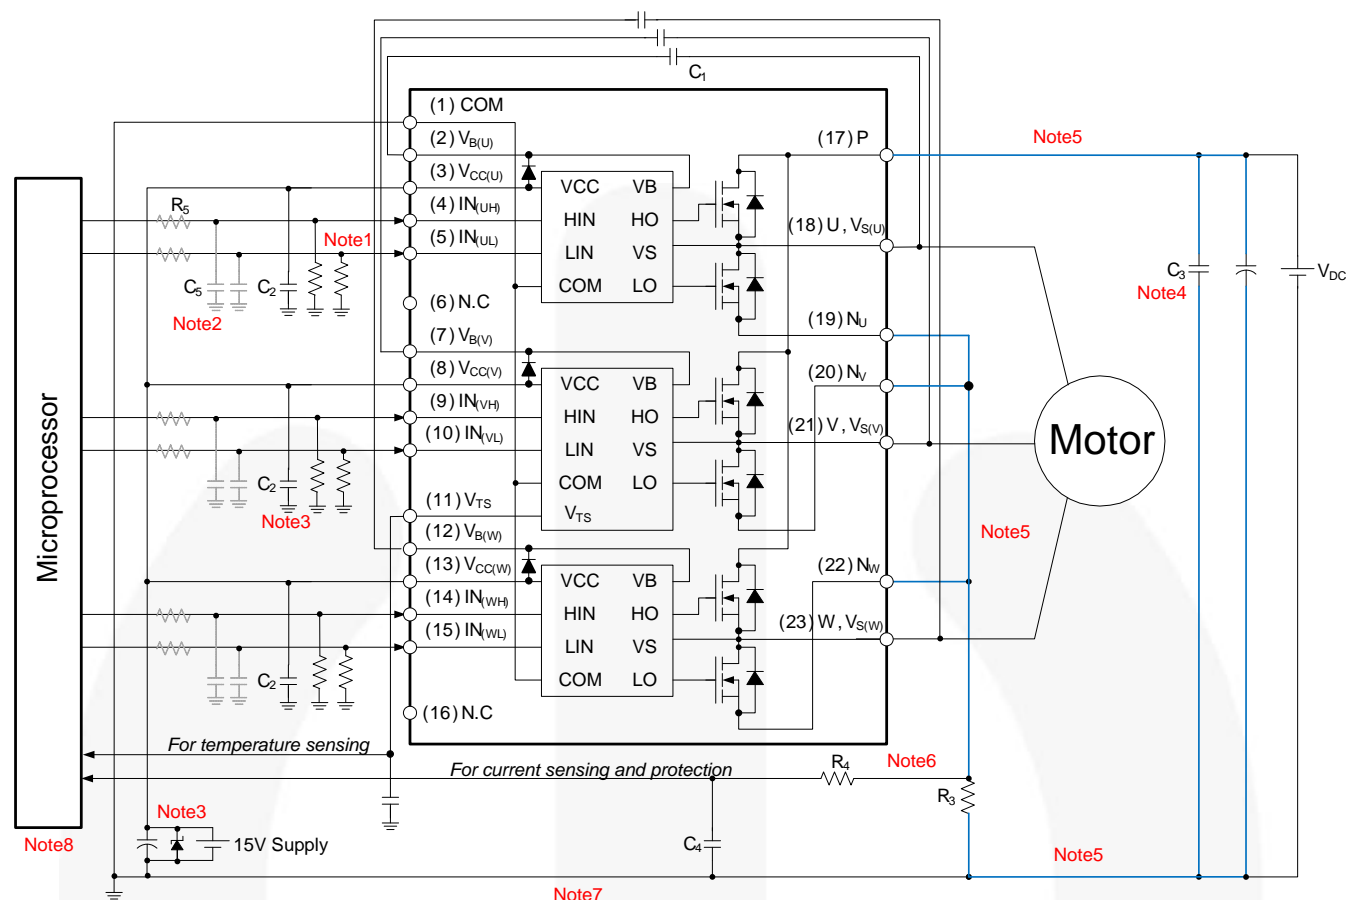 C1
(1) COM
(2) VB(U)
(3) VCC(U)
(4) IN(UH)
(5) IN(UL)
(6) N.C
(7) VB(V)
(8) VCC(V)
(9) IN(VH)
(10) IN(VL)
(11) VTS
(12) VB(W)
(13) VCC(W)
(14) IN(WH)
(15) IN(WL)
(16) N.C
VCC VB
HIN HO
LIN VS
COM LO
VCC VB
HIN HO
LIN VS
COM LO
VTS
VCC VB
HIN HO
LIN VS
COM LO
(17) P
(18) U, VS(U)
(19) NU
(20) NV
(21) V, VS(V)
(22) NW
(23) W, VS(W)
Microprocessor
R5
Note1
C5
C2
Note2
C2
Note3
C2
Note5
C3
Note4
VDC
Motor
Note5
For temperature sensing
For current sensing and protection
R4
Note6
R3
Note3
Note8
15V Supply
C4
Note5
Note7